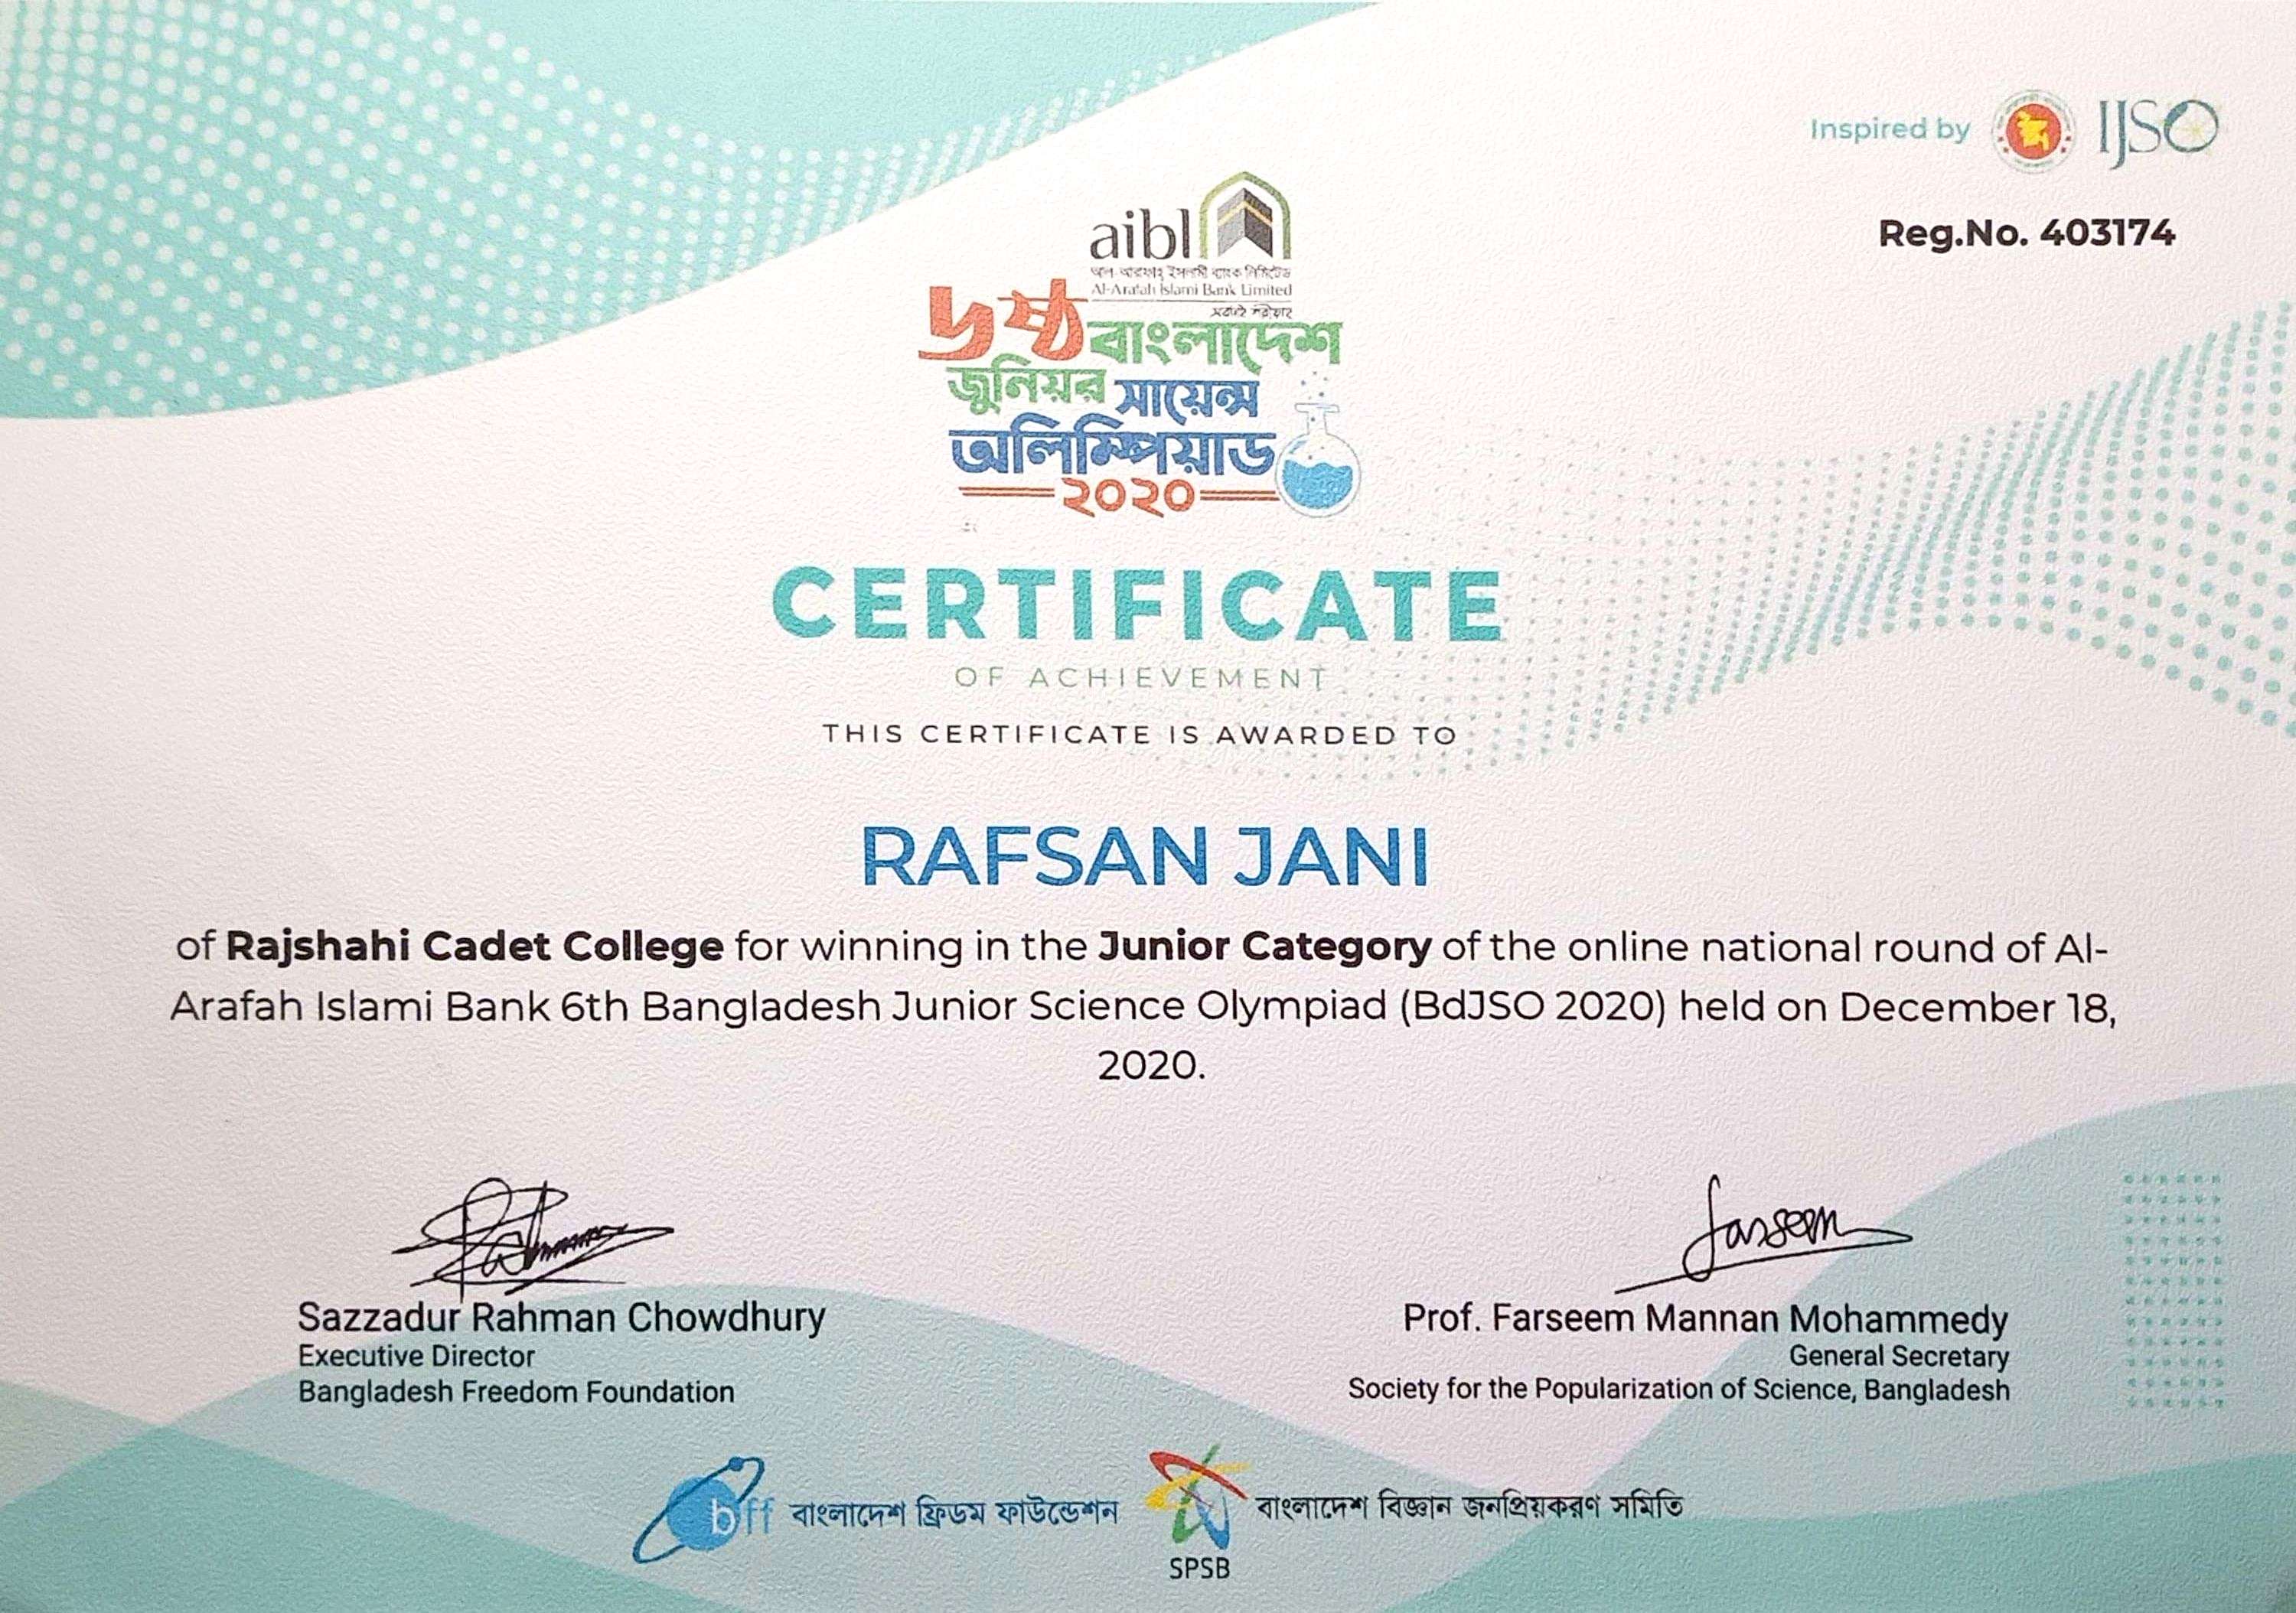 Inspired by
IJSO
Reg.No. 403174
aibl
আল-আরাফাহ্ ইসলামী ব্যাংক লিমিটেড
Al-Arafah Islami Bank Limited
৬ষ্ঠ বাংলাদেশ
জুনিয়র সায়েন্স
অলিম্পিয়াড
২০২০
CERTIFICATE
OF ACHIEVEMENT
THIS CERTIFICATE IS AWARDED TO
RAFSAN JANI
of Rajshahi Cadet College for winning in the Junior Category of the online national round of Al-
Arafah Islami Bank 6th Bangladesh Junior Science Olympiad (BdJSO 2020) held on December 18,
2020.
Farseem
Sazzadur Rahman Chowdhury
Executive Director
Bangladesh Freedom Foundation
Prof. Farseem Mannan Mohammedy
General Secretary
Society for the Popularization of Science, Bangladesh
bff বাংলাদেশ ফ্রিডম ফাউন্ডেশন
SPSB
বাংলাদেশ বিজ্ঞান জনপ্রিয়করণ সমিতি